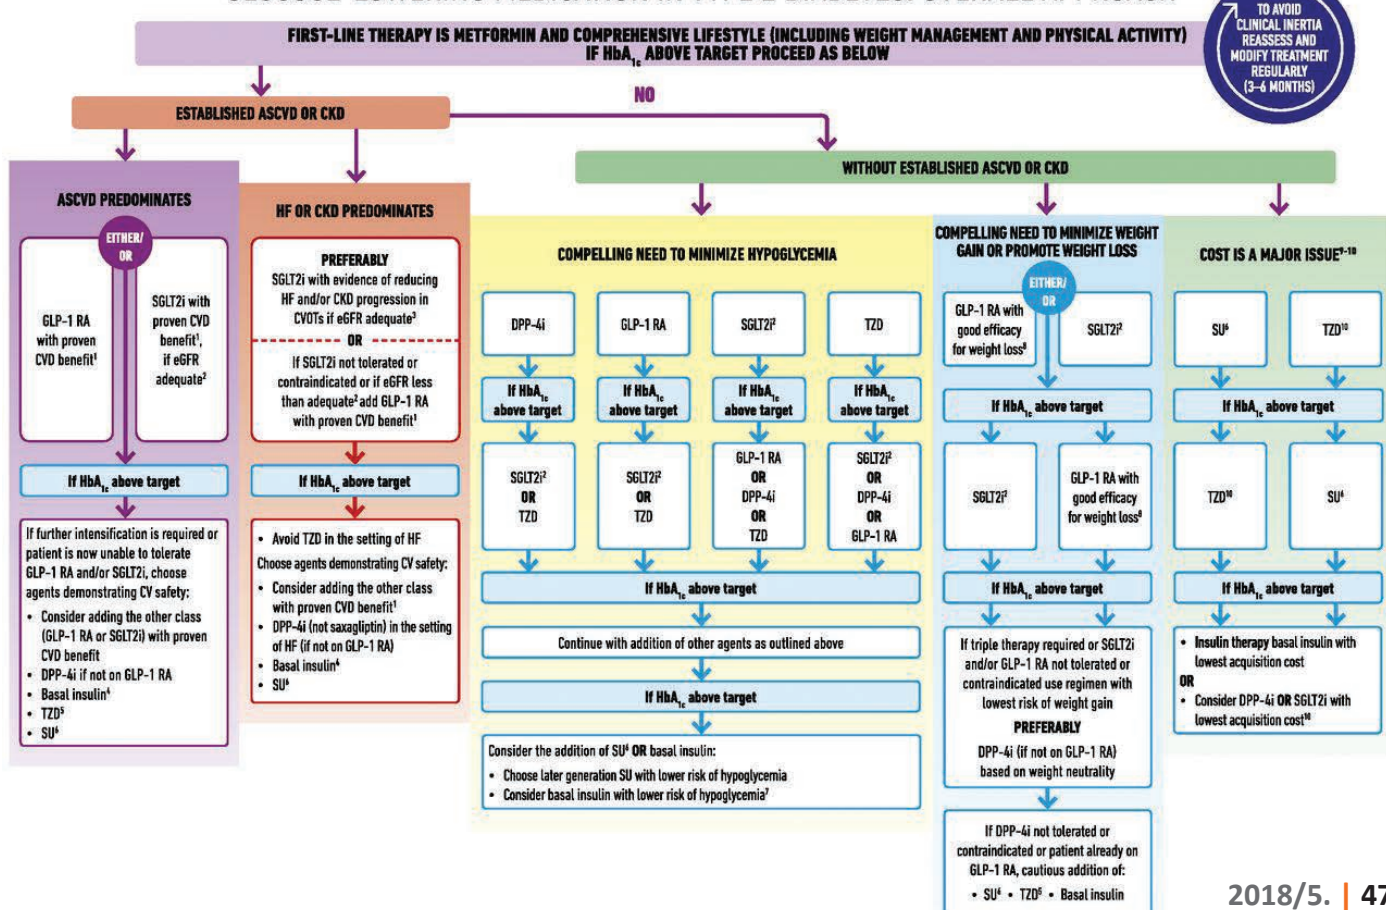 FIRST-LINE THERAPY IS METFORMIN AND COMPREHENSIVE LIFESTYLE (INCLUDING WEIGHT MANAGEMENT AND PHYSICAL ACTIVITY)
IF HbA1c ABOVE TARGET PROCEED AS BELOW
TO AVOID
CLINICAL INERTIA
REASSESS AND
MODIFY TREATMENT
REGULARLY
(3–6 MONTHS)
NO
ESTABLISHED ASCVD OR CKD
WITHOUT ESTABLISHED ASCVD OR CKD
ASCVD PREDOMINATES
EITHER/
OR
GLP-1 RA
with proven
CVD benefit¹
SGLT2i with
proven CVD
benefit¹,
if eGFR
adequate²
If HbA1c above target
If further intensification is required or
patient is now unable to tolerate
GLP-1 RA and/or SGLT2i, choose
agents demonstrating CV safety:
• Consider adding the other class
(GLP-1 RA or SGLT2i) with proven
CVD benefit
• DPP-4i if not on GLP-1 RA
• Basal insulin⁴
• TZD⁵
• SU⁶
HF OR CKD PREDOMINATES
PREFERABLY
SGLT2i with evidence of reducing
HF and/or CKD progression in
CVOTs if eGFR adequate³
OR
If SGLT2i not tolerated or
contraindicated or if eGFR less
than adequate² add GLP-1 RA
with proven CVD benefit¹
If HbA1c above target
• Avoid TZD in the setting of HF
Choose agents demonstrating CV safety:
• Consider adding the other class
with proven CVD benefit¹
• DPP-4i (not saxagliptin) in the setting
of HF (if not on GLP-1 RA)
• Basal insulin⁴
• SU⁶
COMPELLING NEED TO MINIMIZE HYPOGLYCEMIA
DPP-4i
GLP-1 RA
SGLT2i²
TZD
If HbA1c
above target
If HbA1c
above target
If HbA1c
above target
If HbA1c
above target
SGLT2i²
OR
TZD
SGLT2i²
OR
TZD
GLP-1 RA
OR
DPP-4i
OR
TZD
SGLT2i²
OR
DPP-4i
OR
GLP-1 RA
If HbA1c above target
Continue with addition of other agents as outlined above
If HbA1c above target
Consider the addition of SU⁶ OR basal insulin:
• Choose later generation SU with lower risk of hypoglycemia
• Consider basal insulin with lower risk of hypoglycemia⁷
COMPELLING NEED TO MINIMIZE WEIGHT
GAIN OR PROMOTE WEIGHT LOSS
EITHER/
OR
GLP-1 RA with
good efficacy
for weight loss⁸
SGLT2i²
If HbA1c above target
SGLT2i²
GLP-1 RA with
good efficacy
for weight loss⁸
If HbA1c above target
If triple therapy required or SGLT2i
and/or GLP-1 RA not tolerated or
contraindicated use regimen with
lowest risk of weight gain
PREFERABLY
DPP-4i (if not on GLP-1 RA)
based on weight neutrality
If DPP-4i not tolerated or
contraindicated or patient already on
GLP-1 RA, cautious addition of:
• SU⁶ • TZD⁵ • Basal insulin
COST IS A MAJOR ISSUE⁹⁻¹⁰
SU⁶
TZD¹⁰
If HbA1c above target
TZD¹⁰
SU⁶
If HbA1c above target
• Insulin therapy basal insulin with
lowest acquisition cost
OR
• Consider DPP-4i OR SGLT2i with
lowest acquisition cost¹⁰
2018/5. | 47